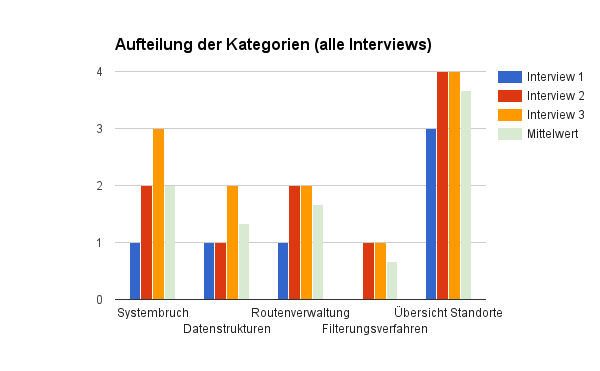 Aufteilung der Kategorien (alle Interviews)
4
3
2
1
0
Interview 1
Interview 2
Interview 3
Mittelwert
Systembruch
Datenstrukturen
Routenverwaltung
Filterungsverfahren
Übersicht Standorte